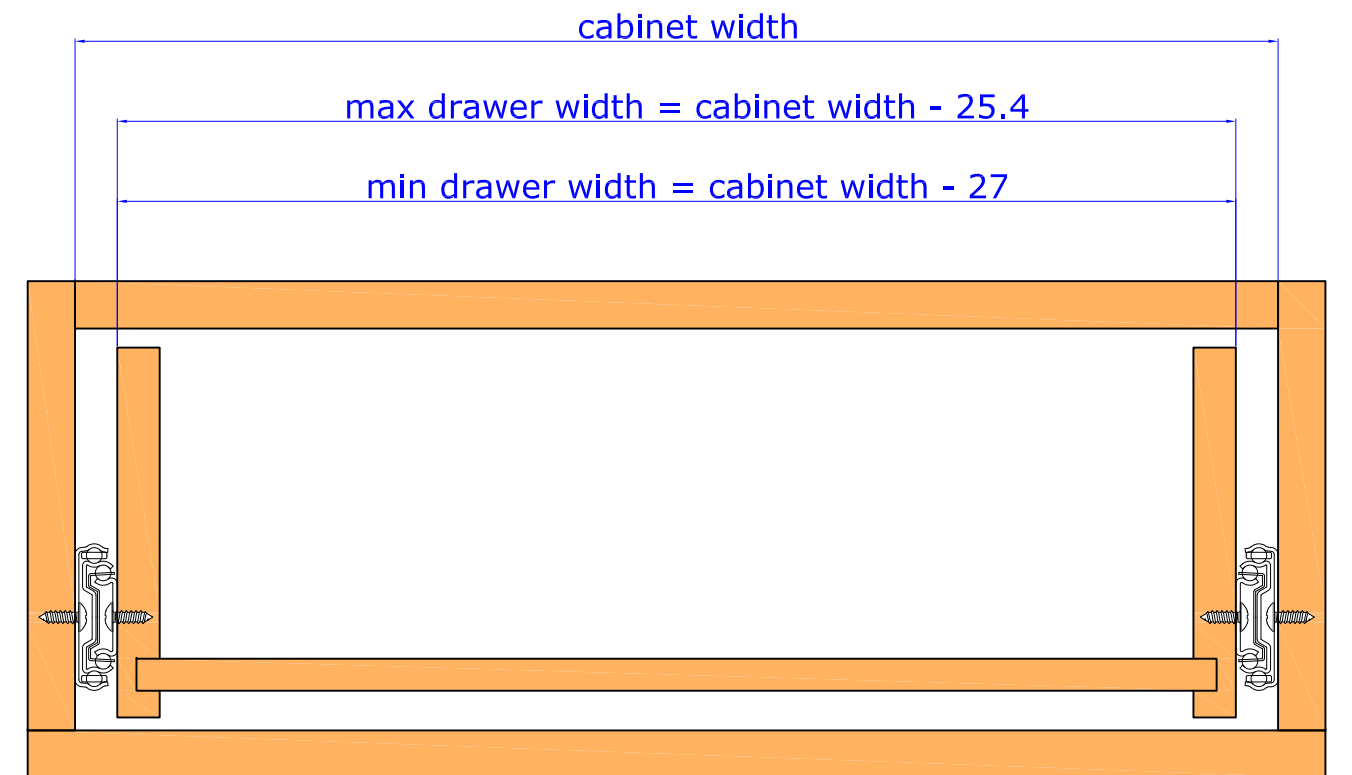 cabinet width
max drawer width = cabinet width - 25.4
min drawer width = cabinet width - 27